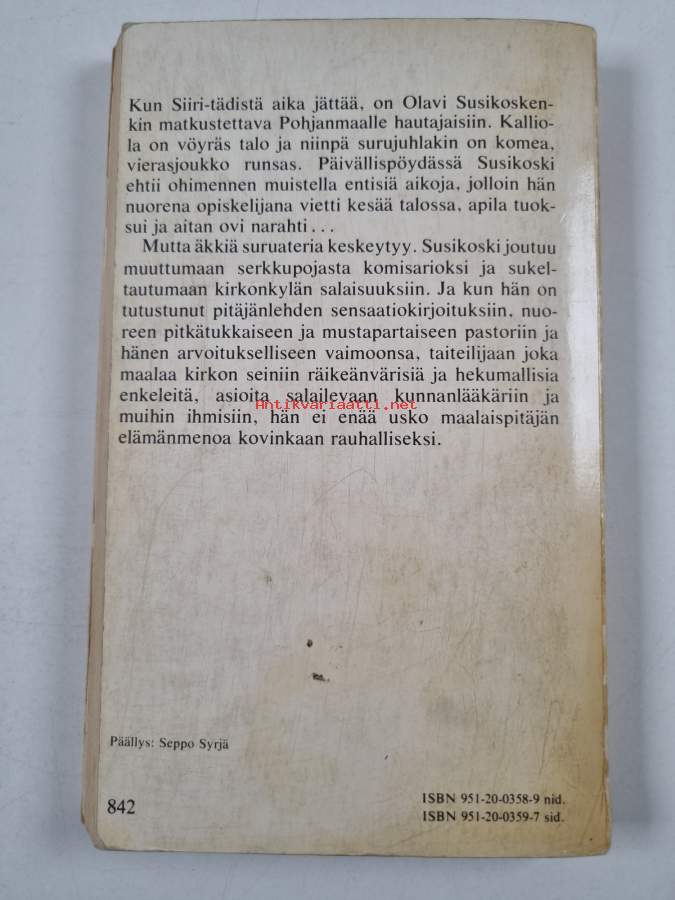 Kun Siiri-tädistä aika jättää, on Olavi Susikosken-
kin matkustettava Pohjanmaalle hautajaisiin. Kallio-
la on vöyräs talo ja niinpä surujuhlakin on komea,
vierasjoukko runsas. Päivällispöydässä Susikoski
ehtii ohimennen muistella entisiä aikoja, jolloin hän
nuorena opiskelijana vietti kesää talossa, apila tuok-
sui ja aitan ovi narahti...
Mutta äkkiä suruateria keskeytyy. Susikoski joutuu
muuttumaan serkkupojasta komisarioksi ja sukel-
tautumaan kirkonkylän salaisuuksiin. Ja kun hän on
tutustunut pitäjänlehden sensaatiokirjoituksiin, nuo-
reen pitkätukkaiseen ja mustapartaiseen pastoriin ja
hänen arvoitukselliseen vaimoonsa, taiteilijaan joka
maalaa kirkon seiniin räikeänvärisiä ja hekumallisia
enkeleitä, asioita salailevaan kunnanlääkäriin ja
Antikvariaatti.net
muihin ihmisiin, hän ei enää usko maalaispitäjän
elämänmenoa kovinkaan rauhalliseksi.
Päällys: Seppo Syrjä
842
ISBN 951-20-0358-9 nid.
ISBN 951-20-0359-7 sid.